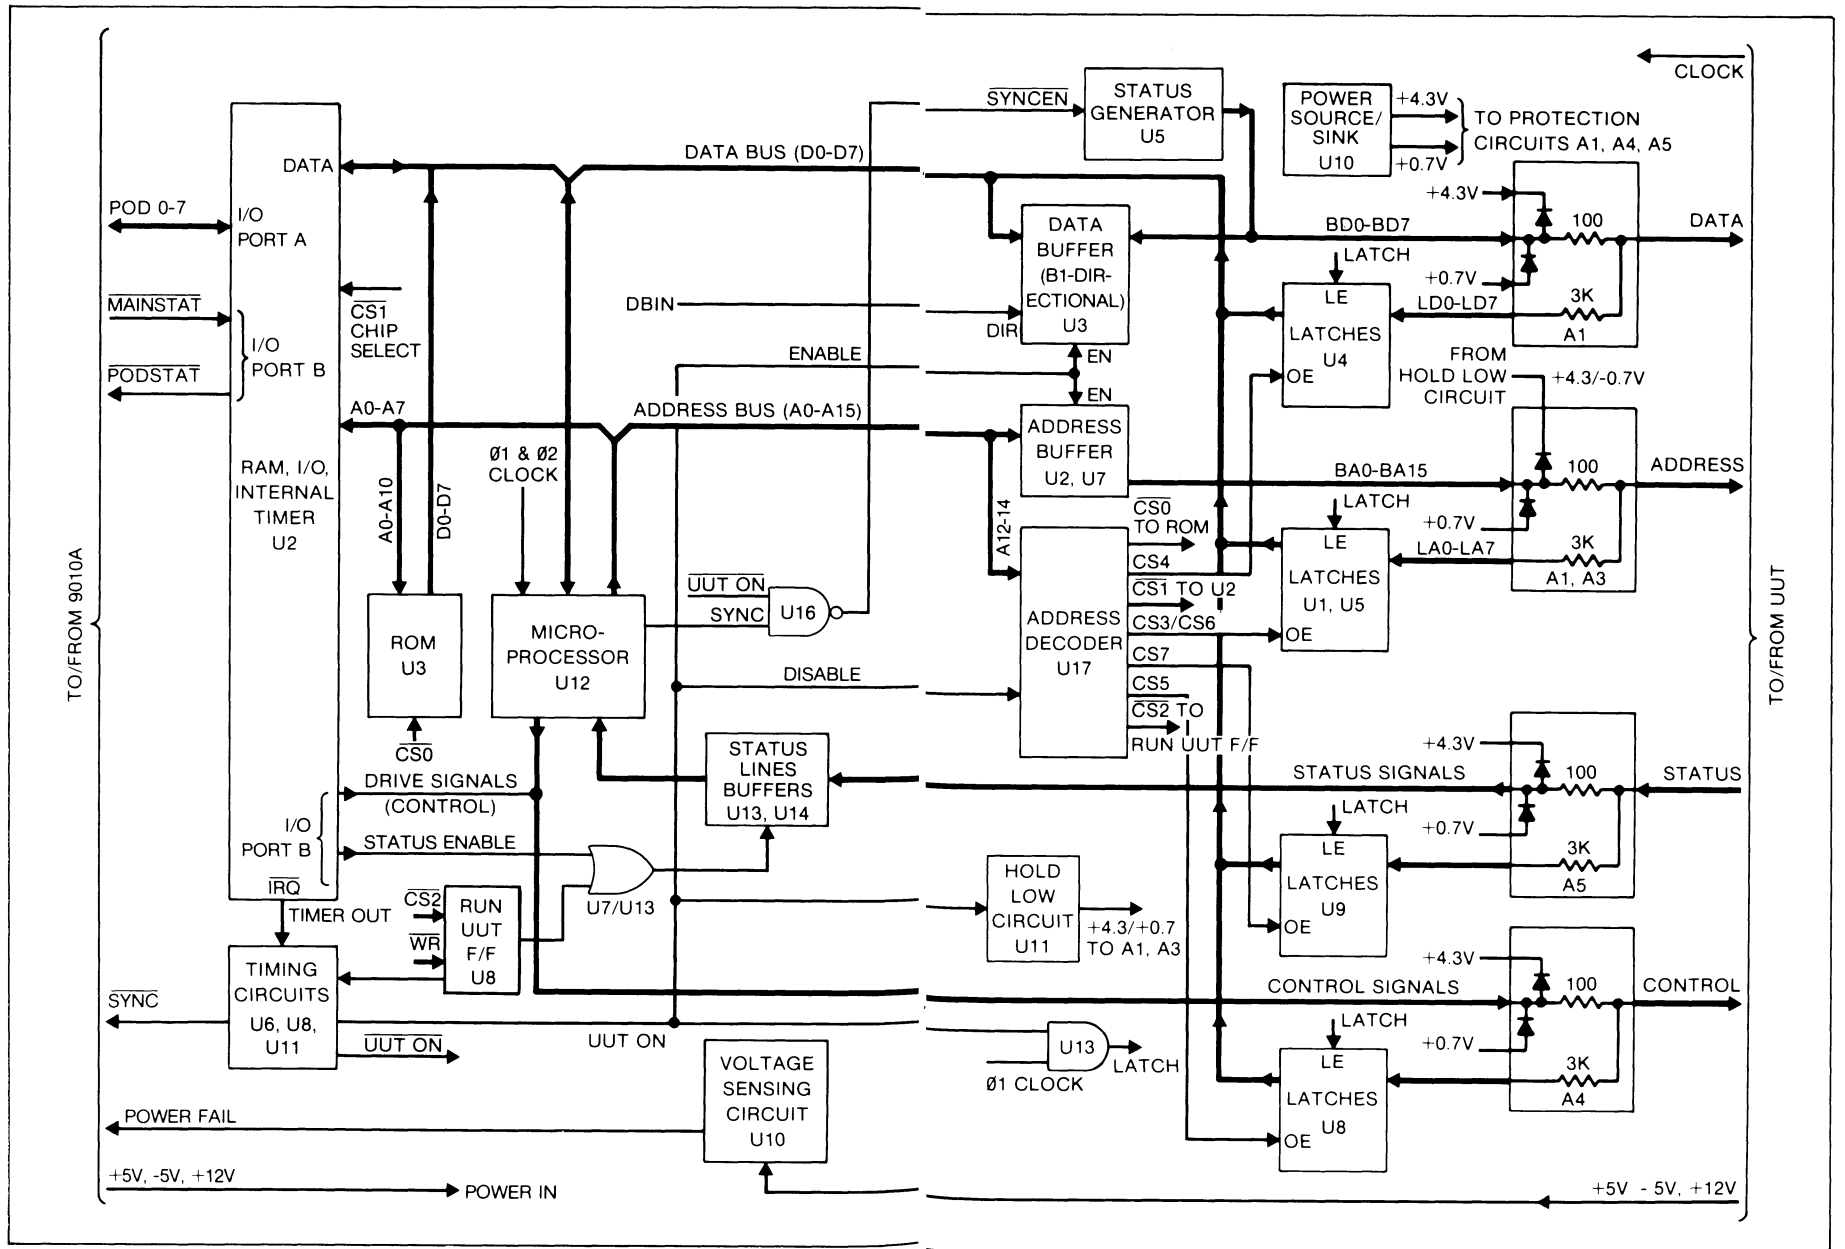 TO/FROM 9010A
POD 0-7
MAINSTAT
PODSTAT
DATA
I/O
PORT A
I/O
PORT B
CS1
CHIP
SELECT
A0-A7
RAM, I/O,
INTERNAL
TIMER
U2
I/O
PORT B
IRQ
TIMER OUT
DATA BUS (D0-D7)
DBIN
ENABLE
ADDRESS BUS (A0-A15)
Ø1 & Ø2
CLOCK
A0-A10
D0-D7
ROM
U3
CS0
MICRO-
PROCESSOR
U12
UUT ON
SYNC
U16
DISABLE
STATUS
LINES
BUFFERS
U13, U14
DRIVE SIGNALS
(CONTROL)
STATUS ENABLE
U7/U13
CS2
WR
RUN
UUT
F/F
U8
TIMING
CIRCUITS
U6, U8,
U11
SYNC
UUT ON
UUT ON
VOLTAGE
SENSING
CIRCUIT
U10
POWER FAIL
+5V, -5V, +12V
POWER IN
SYNCEN
STATUS
GENERATOR
U5
POWER
SOURCE/
SINK
U10
+4.3V
+0.7V
TO PROTECTION
CIRCUITS A1, A4, A5
CLOCK
DATA
BUFFER
(B1-DIR-
ECTIONAL)
U3
DIR
EN
EN
BD0-BD7
LATCH
LE
LATCHES
U4
OE
LD0-LD7
+4.3V
+0.7V
100
3K
A1
DATA
FROM
HOLD LOW
CIRCUIT
+4.3/-0.7V
ADDRESS
BUFFER
U2, U7
BA0-BA15
LATCH
A12-14
ADDRESS
DECODER
U17
CS0
TO ROM
CS4
CS1 TO U2
CS3/CS6
CS7
CS5
CS2 TO
RUN UUT F/F
LE
LATCHES
U1, U5
OE
LA0-LA7
+0.7V
100
3K
A1, A3
ADDRESS
TO/FROM UUT
STATUS SIGNALS
LATCH
LE
LATCHES
U9
OE
+4.3V
+0.7V
100
3K
A5
STATUS
HOLD
LOW
CIRCUIT
U11
+4.3/+0.7
TO A1, A3
CONTROL SIGNALS
LATCH
U13
LATCH
Ø1 CLOCK
LE
LATCHES
U8
OE
+4.3V
+0.7V
100
3K
A4
CONTROL
+5V - 5V, +12V